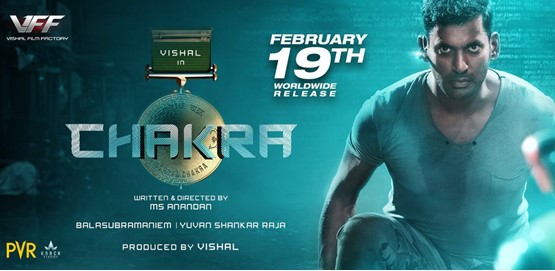 VFF
VISHAL FILM FACTORY
VISHAL
IN
CHAKRA
WRITTEN & DIRECTED BY
MS ANANDAN
BALASUBRAMANIEM | YUVAN SHANKAR RAJA
PRODUCED BY VISHAL
FEBRUARY
19TH
WORLDWIDE
RELEASE
PVR